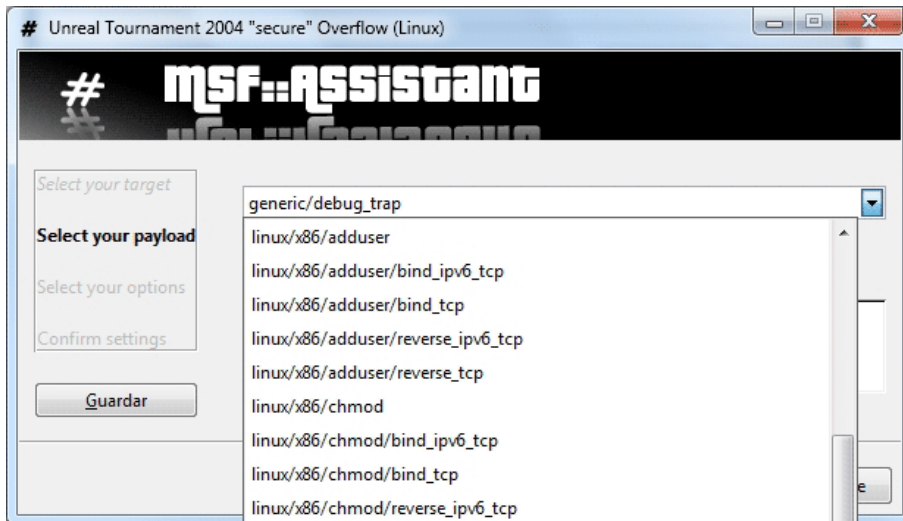 # Unreal Tournament 2004 "secure" Overflow (Linux)
# msf::Assistant
Select your target
Select your payload
Select your options
Confirm settings
Guardar
generic/debug_trap
linux/x86/adduser
linux/x86/adduser/bind_ipv6_tcp
linux/x86/adduser/bind_tcp
linux/x86/adduser/reverse_ipv6_tcp
linux/x86/adduser/reverse_tcp
linux/x86/chmod
linux/x86/chmod/bind_ipv6_tcp
linux/x86/chmod/bind_tcp
linux/x86/chmod/reverse_ipv6_tcp
e